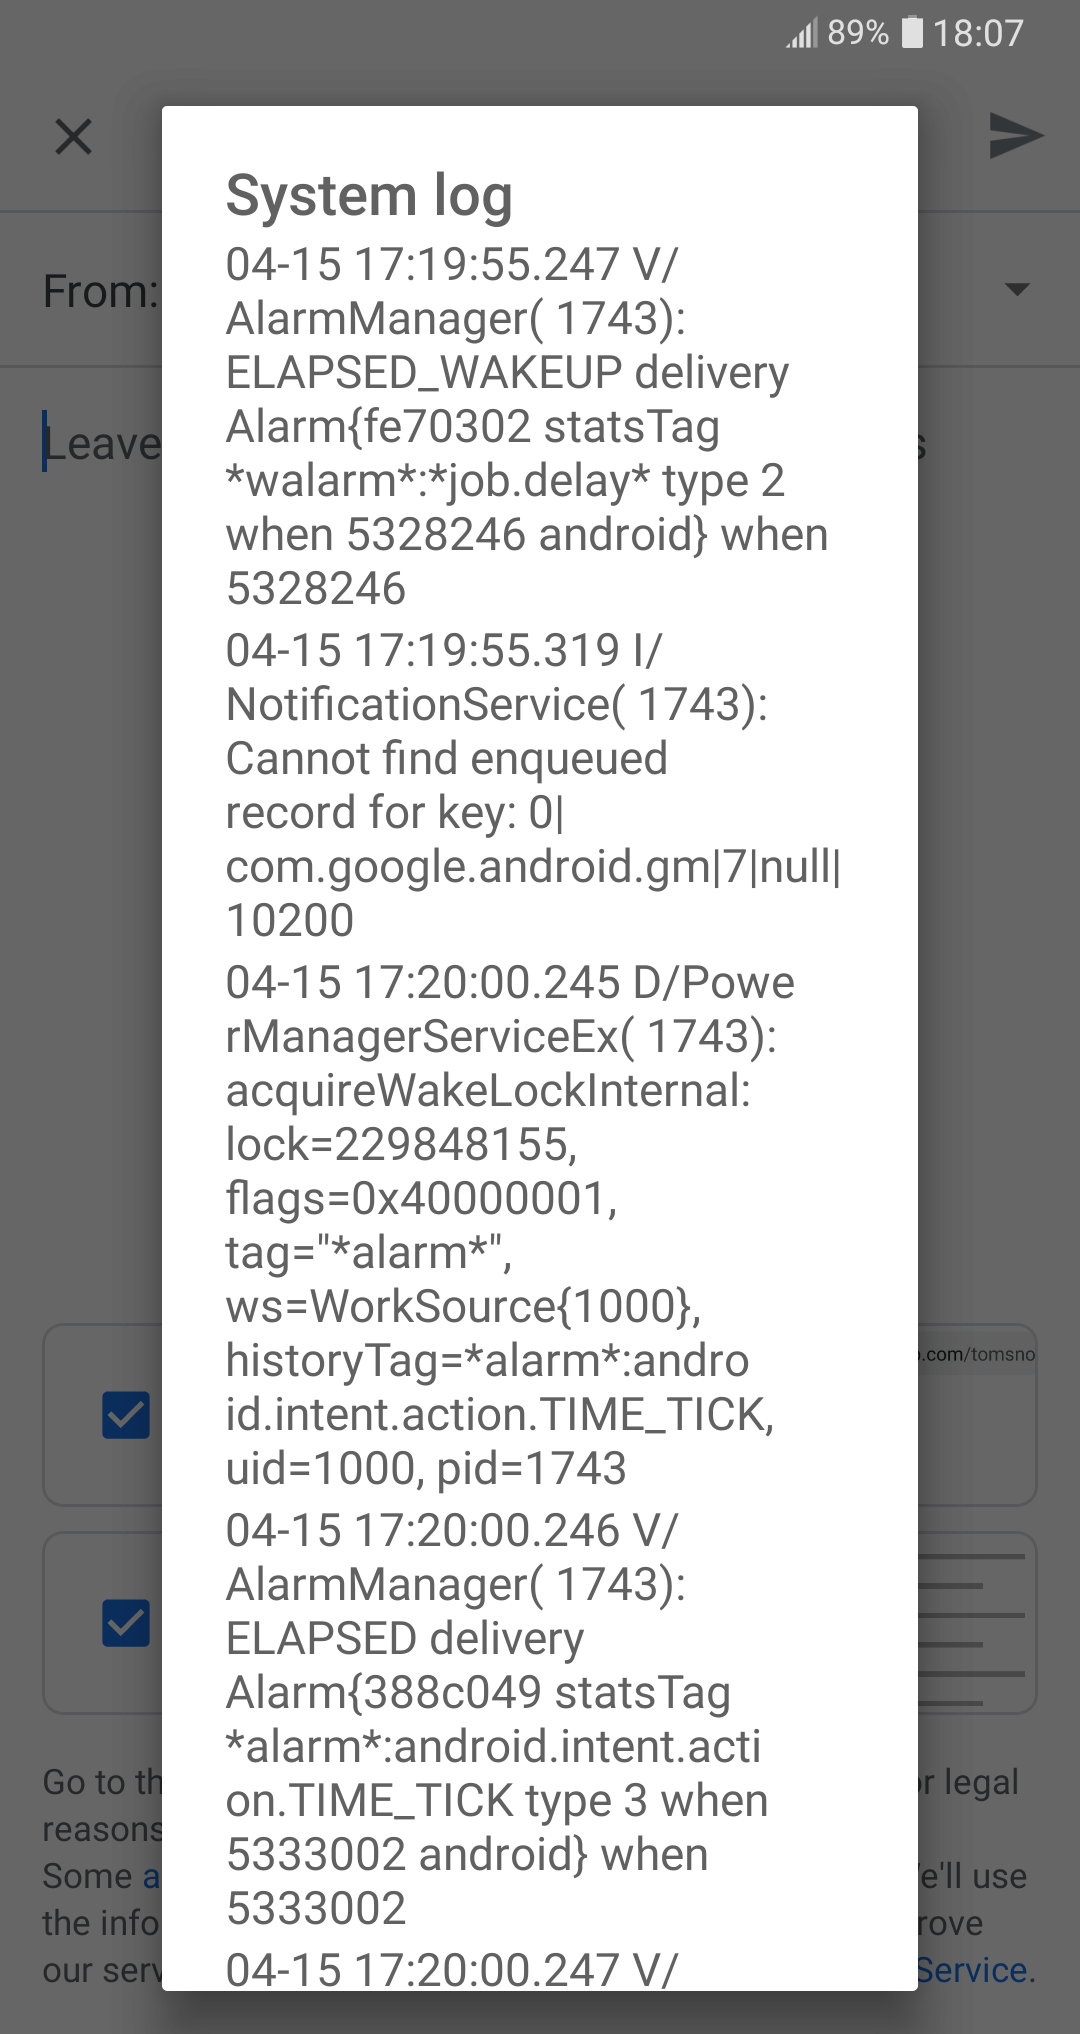 89% 18:07
System log
04-15 17:19:55.247 V/
AlarmManager( 1743):
ELAPSED_WAKEUP delivery
Alarm{fe70302 statsTag
*walarm*:*job.delay* type 2
when 5328246 android} when
5328246
04-15 17:19:55.319 I/
NotificationService( 1743):
Cannot find enqueued
record for key: 0|
com.google.android.gm|7|null|
10200
04-15 17:20:00.245 D/Powe
rManagerServiceEx( 1743):
acquireWakeLockInternal:
lock=229848155,
flags=0x40000001,
tag="*alarm*",
ws=WorkSource{1000},
historyTag=*alarm*:andro
id.intent.action.TIME_TICK,
uid=1000, pid=1743
04-15 17:20:00.246 V/
AlarmManager( 1743):
ELAPSED delivery
Alarm{388c049 statsTag
*alarm*:android.intent.acti
on.TIME_TICK type 3 when
5333002 android} when
5333002
04-15 17:20:00.247 V/
From:
Leave
.com/tomsno
Go to th r legal
reasons
Some a e'll use
the info rove
our serv Service.